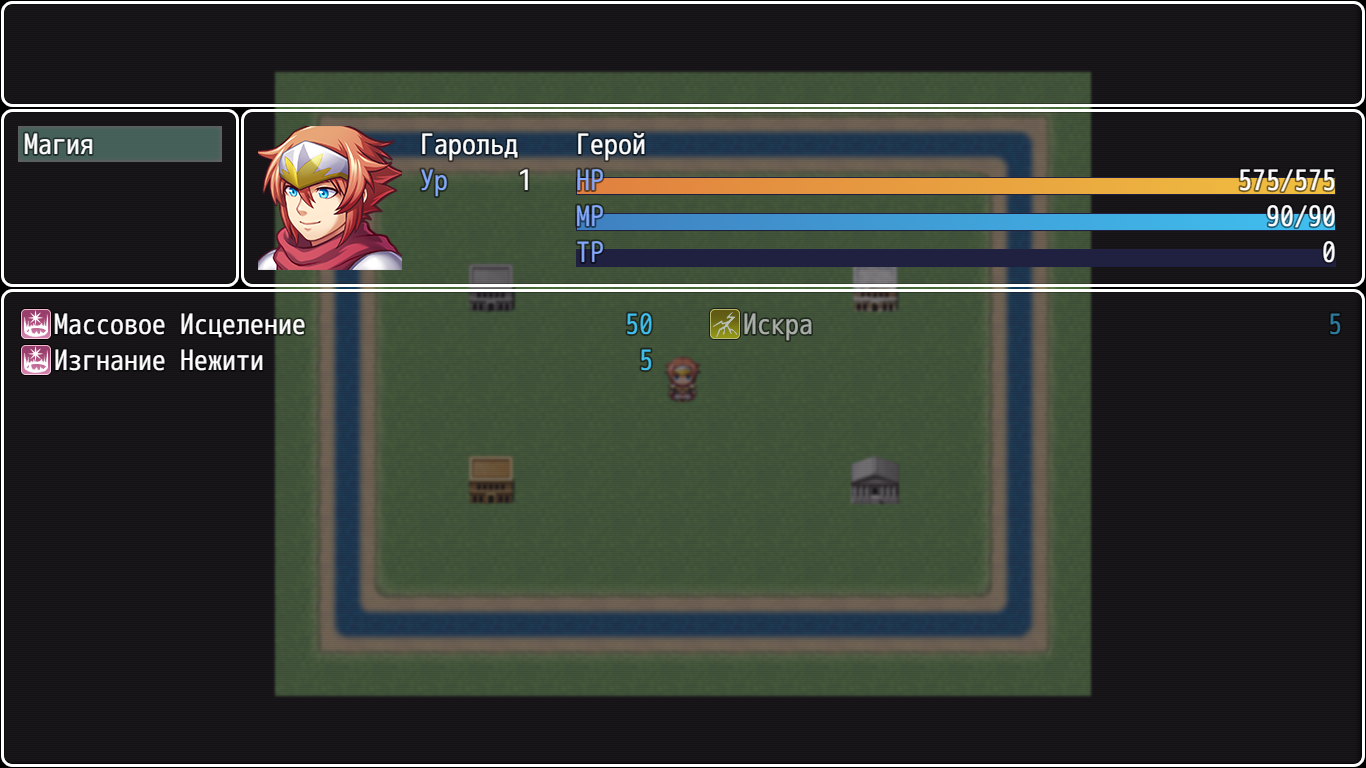 Магия
Гарольд Герой
Ур 1 HP 575/575
MP 90/90
TP 0
Массовое Исцеление 50 Искра 5
Изгнание Нежити 5